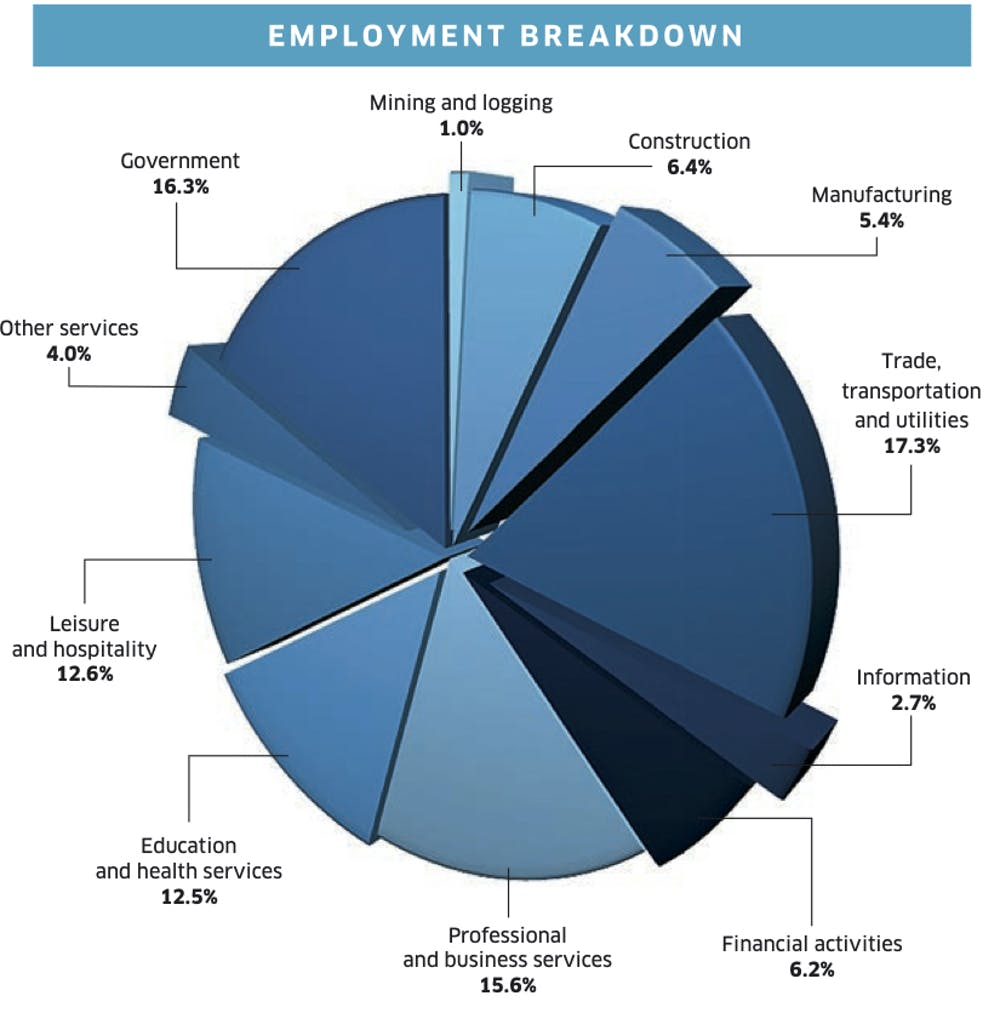 EMPLOYMENT BREAKDOWN
Mining and logging
1.0%
Construction
6.4%
Manufacturing
5.4%
Trade,
transportation
and utilities
17.3%
Information
2.7%
Financial activities
6.2%
Professional
and business services
15.6%
Education
and health services
12.5%
Leisure
and hospitality
12.6%
Other services
4.0%
Government
16.3%